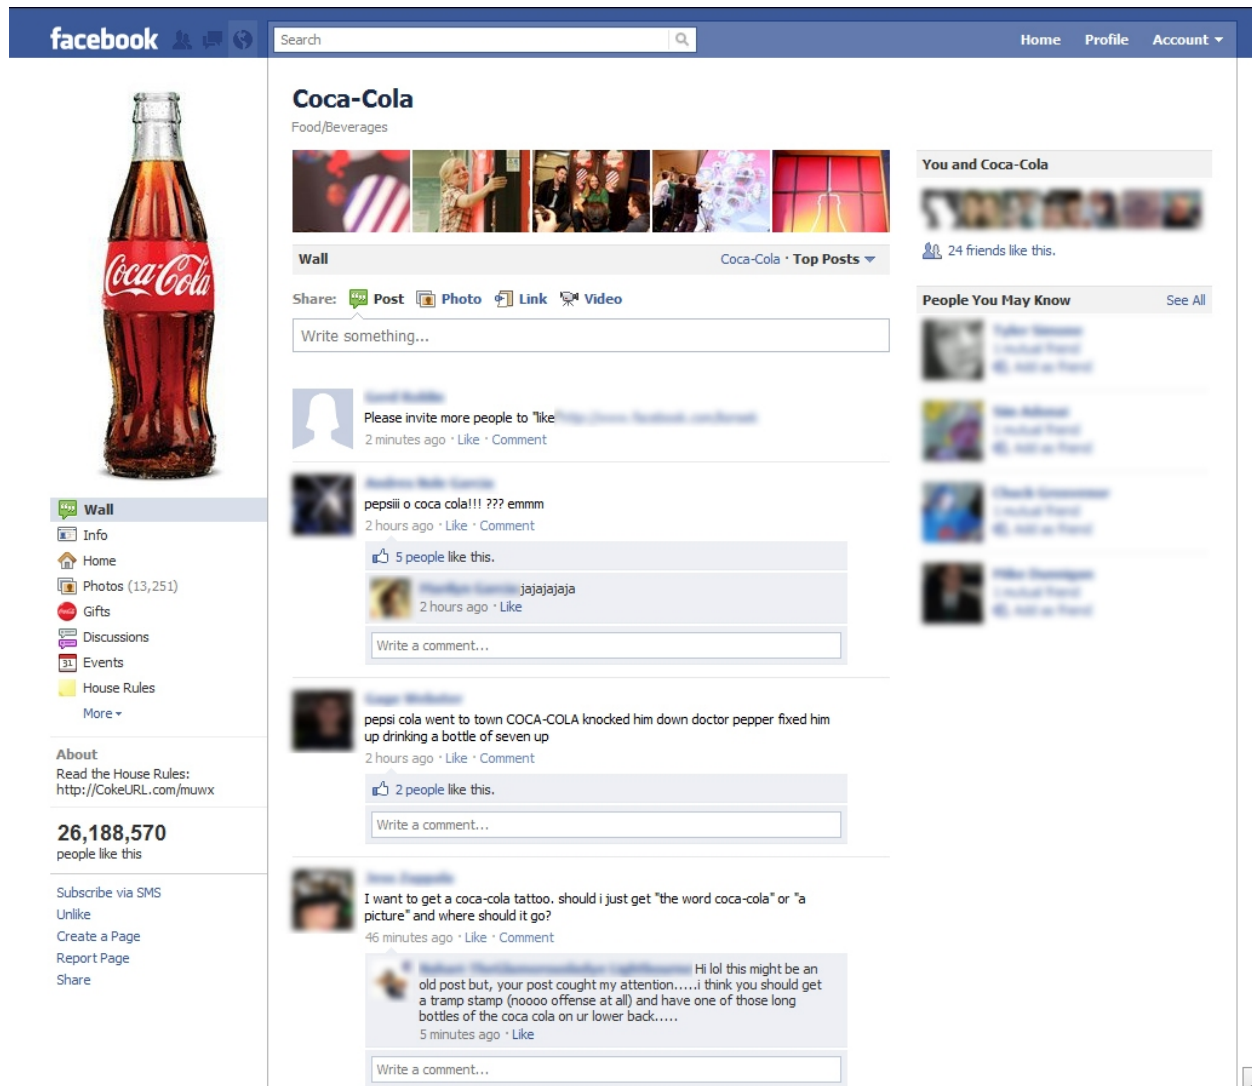 facebook
Search
Home Profile Account
Coca-Cola
Coca-Cola
Food/Beverages
Wall
Coca-Cola · Top Posts
Share: Post Photo Link Video
Write something...
Please invite more people to "like
2 minutes ago · Like · Comment
pepsiii o coca cola!!! ??? emmm
2 hours ago · Like · Comment
5 people like this.
jajajajaja
2 hours ago · Like
Write a comment...
pepsi cola went to town COCA-COLA knocked him down doctor pepper fixed him
up drinking a bottle of seven up
2 hours ago · Like · Comment
2 people like this.
Write a comment...
I want to get a coca-cola tattoo. should i just get "the word coca-cola" or "a
picture" and where should it go?
46 minutes ago · Like · Comment
Hi lol this might be an
old post but, your post cought my attention.....i think you should get
a tramp stamp (noooo offense at all) and have one of those long
bottles of the coca cola on ur lower back.....
5 minutes ago · Like
Write a comment...
Wall
Info
Home
Photos (13,251)
Gifts
Discussions
31 Events
House Rules
More
About
Read the House Rules:
http://CokeURL.com/muwx
26,188,570
people like this
Subscribe via SMS
Unlike
Create a Page
Report Page
Share
You and Coca-Cola
24 friends like this.
People You May Know See All